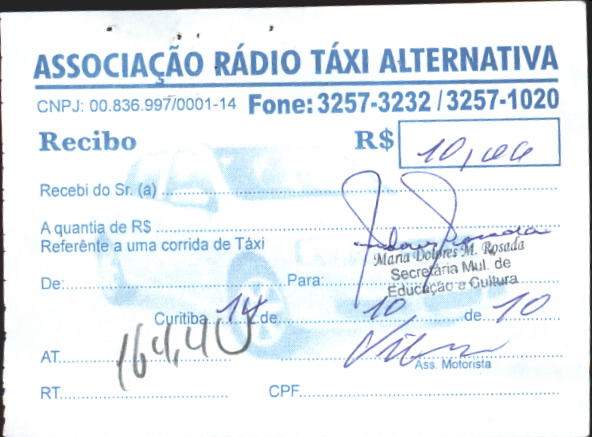 ASSOCIAÇÃO RÁDIO TÁXI ALTERNATIVA
CNPJ: 00.836.997/0001-14 Fone: 3257-3232 / 3257-1020
Recibo R$ 10,00
Recebi do Sr. (a)
A quantia de R$
Referênte a uma corrida de Táxi
Maria Dolores M. Rosada
Secretária Mul. de
Educação e Cultura
De: Para:
Curitiba 14 de 10 de 10
164,40
AT
Ass. Motorista
RT CPF